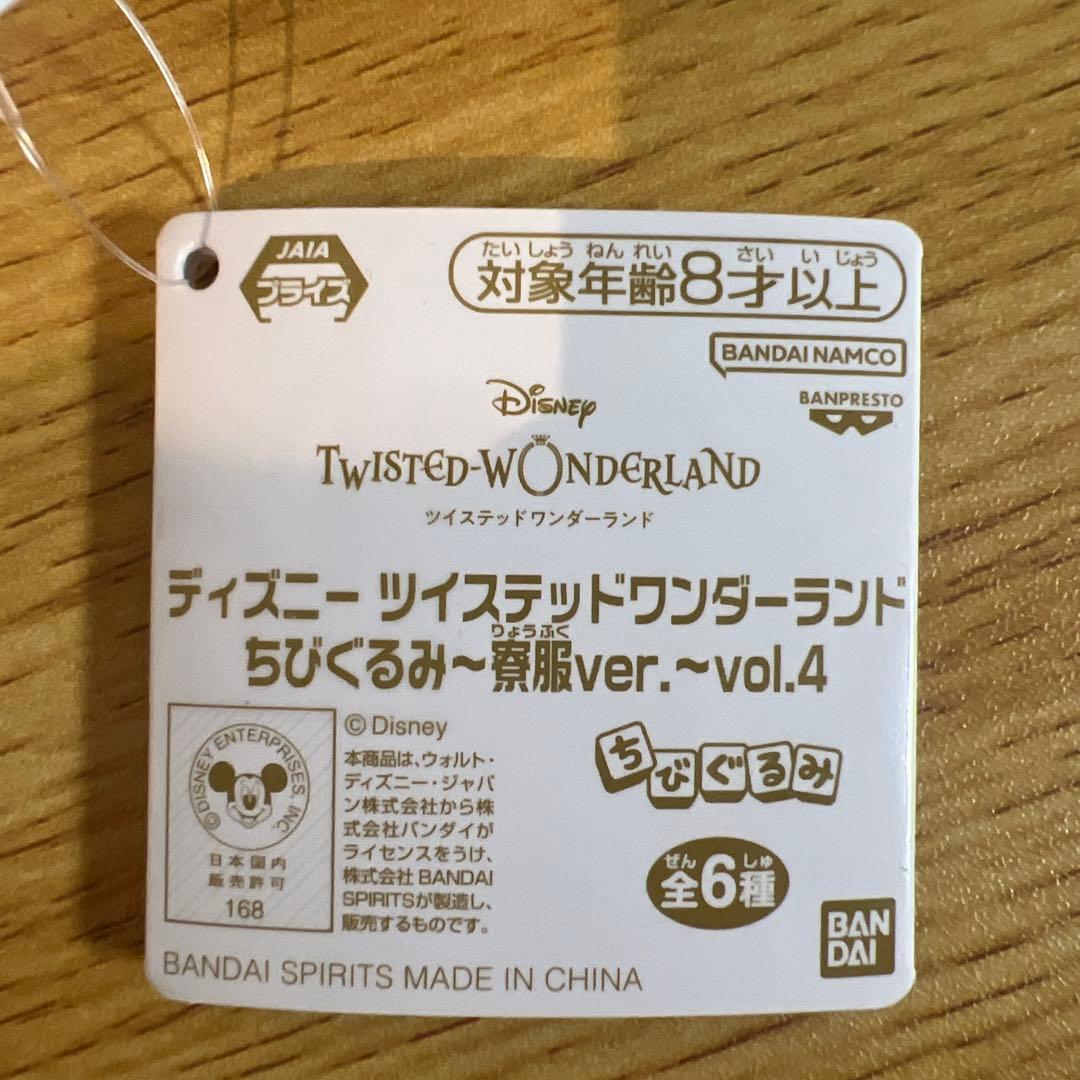 JAIA
プライズ
たいしょうねんれい さい いじょう
対象年齢8才以上
BANDAI NAMCO
BANPRESTO
Disney
TWISTED-WONDERLAND
ツイステッドワンダーランド
ディズニー ツイステッドワンダーランド
りょうふく
ちびぐるみ～寮服ver.～vol.4
© DISNEY ENTERPRISES INC.
日本国内
販売許可
168
© Disney
本商品は、ウォルト・
ディズニー・ジャパ
ン株式会社から株
式会社バンダイが
ライセンスをうけ、
株式会社BANDAI
SPIRITSが製造し、
販売するものです。
ちびぐるみ
ぜん しゅ
全6種
BAN
DAI
BANDAI SPIRITS MADE IN CHINA